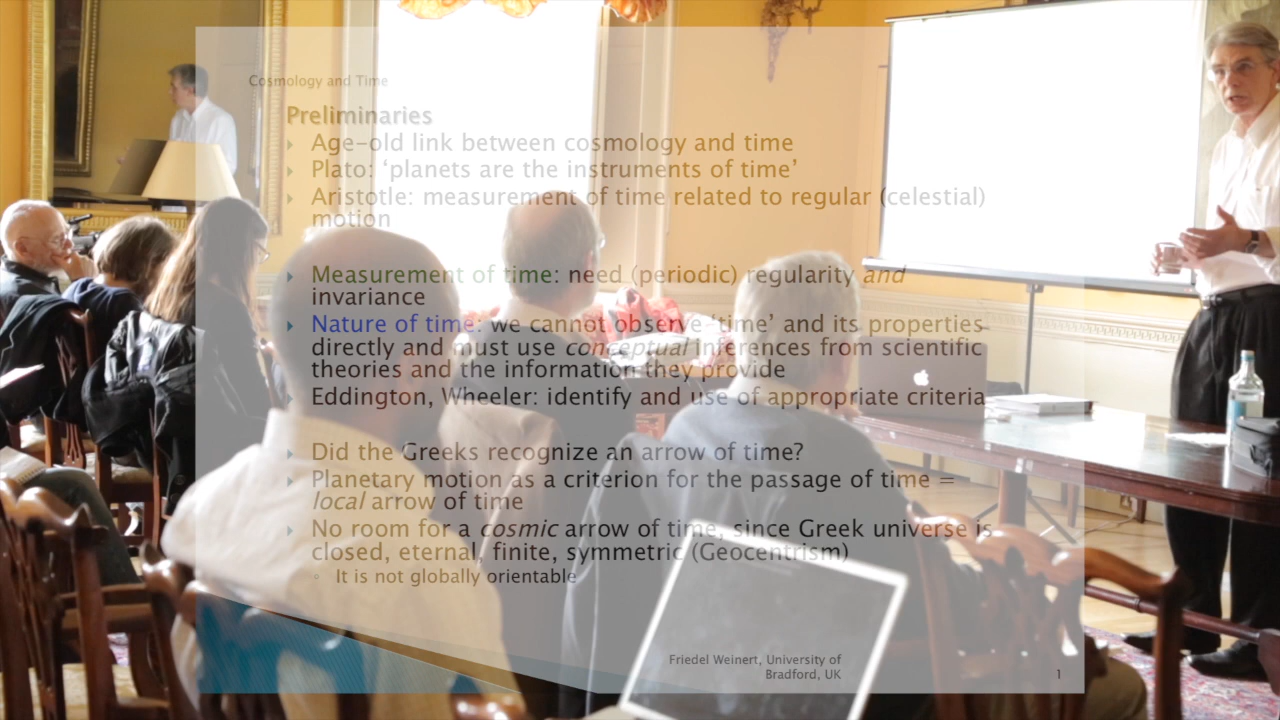 Cosmology and Time
Preliminaries
Age-old link between cosmology and time
Plato: ‘planets are the instruments of time’
Aristotle: measurement of time related to regular (celestial)
motion
Measurement of time: need (periodic) regularity and
invariance
Nature of time: we cannot observe ‘time’ and its properties
directly and must use conceptual inferences from scientific
theories and the information they provide
Eddington, Wheeler: identify and use of appropriate criteria
Did the Greeks recognize an arrow of time?
Planetary motion as a criterion for the passage of time =
local arrow of time
No room for a cosmic arrow of time, since Greek universe is
closed, eternal, finite, symmetric (Geocentrism)
It is not globally orientable
Friedel Weinert, University of
Bradford, UK
1